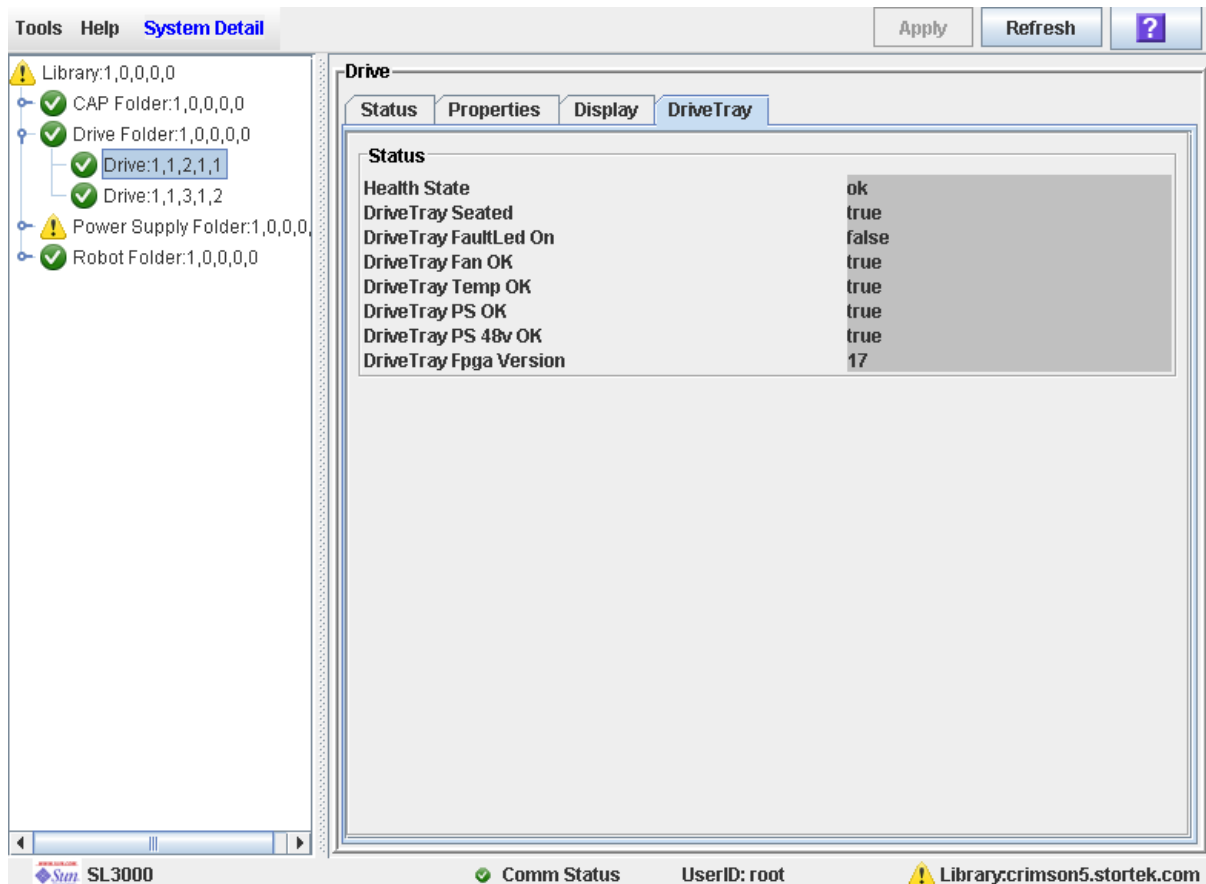 Tools Help System Detail Apply Refresh ?
Library:1,0,0,0,0
CAP Folder:1,0,0,0,0
Drive Folder:1,0,0,0,0
Drive:1,1,2,1,1
Drive:1,1,3,1,2
Power Supply Folder:1,0,0,0,
Robot Folder:1,0,0,0,0
Drive
Status Properties Display DriveTray
Status
Health State ok
DriveTray Seated true
DriveTray FaultLed On false
DriveTray Fan OK true
DriveTray Temp OK true
DriveTray PS OK true
DriveTray PS 48v OK true
DriveTray Fpga Version 17
Sun SL3000 Comm Status UserID: root Library:crimson5.stortek.com